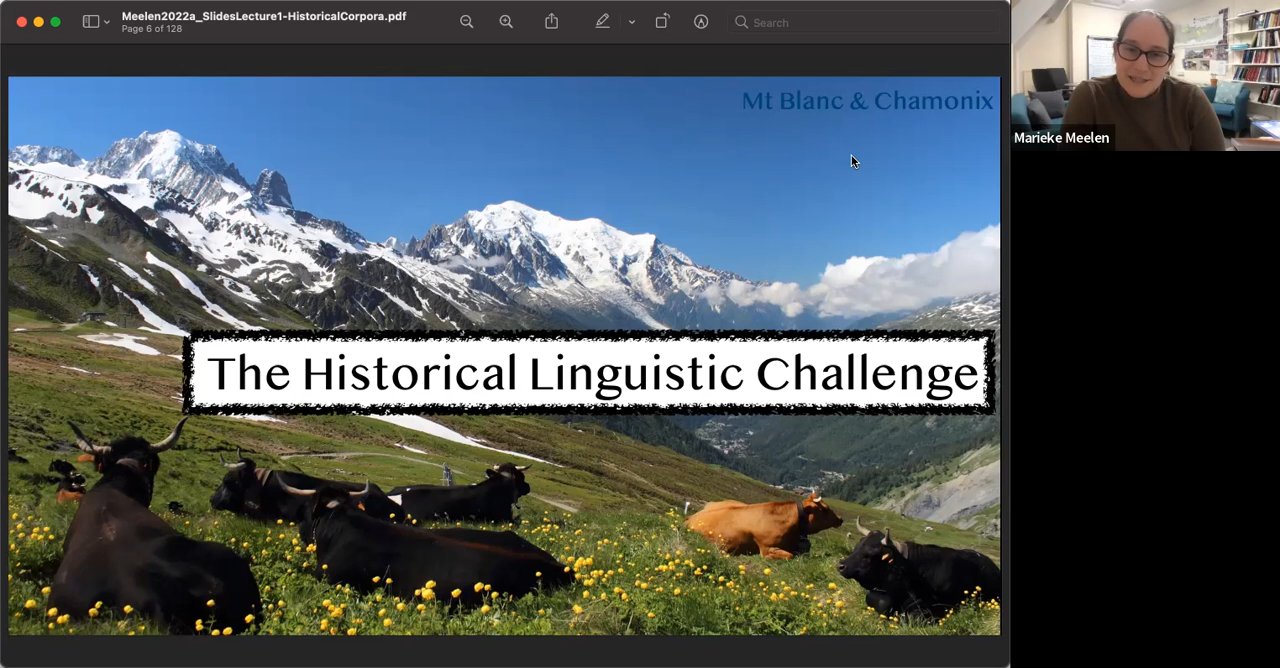 Meelen2022a_SlidesLecture1-HistoricalCorpora.pdf
Page 6 of 128
Search
Mt Blanc & Chamonix
The Historical Linguistic Challenge
Marieke Meelen